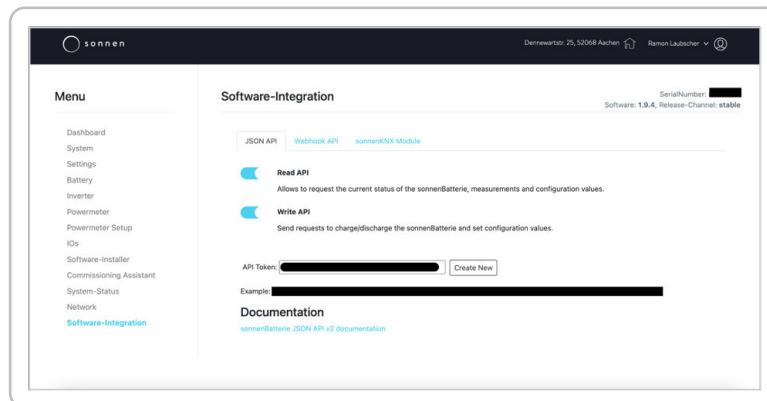 sonnen
Dennewartstr. 25, 52068 Aachen
Ramon Laubscher
Menu
Dashboard
System
Settings
Battery
Inverter
Powermeter
Powermeter Setup
IOs
Software-Installer
Commissioning Assistant
System-Status
Network
Software-Integration
Software-Integration
SerialNumber:
Software: 1.9.4, Release-Channel: stable
JSON API Webhook API sonnenKNX Module
Read API
Allows to request the current status of the sonnenBatterie, measurements and configuration values.
Write API
Send requests to charge/discharge the sonnenBatterie and set configuration values.
API Token: Create New
Example:
Documentation
sonnenBatterie JSON API v2 documentation